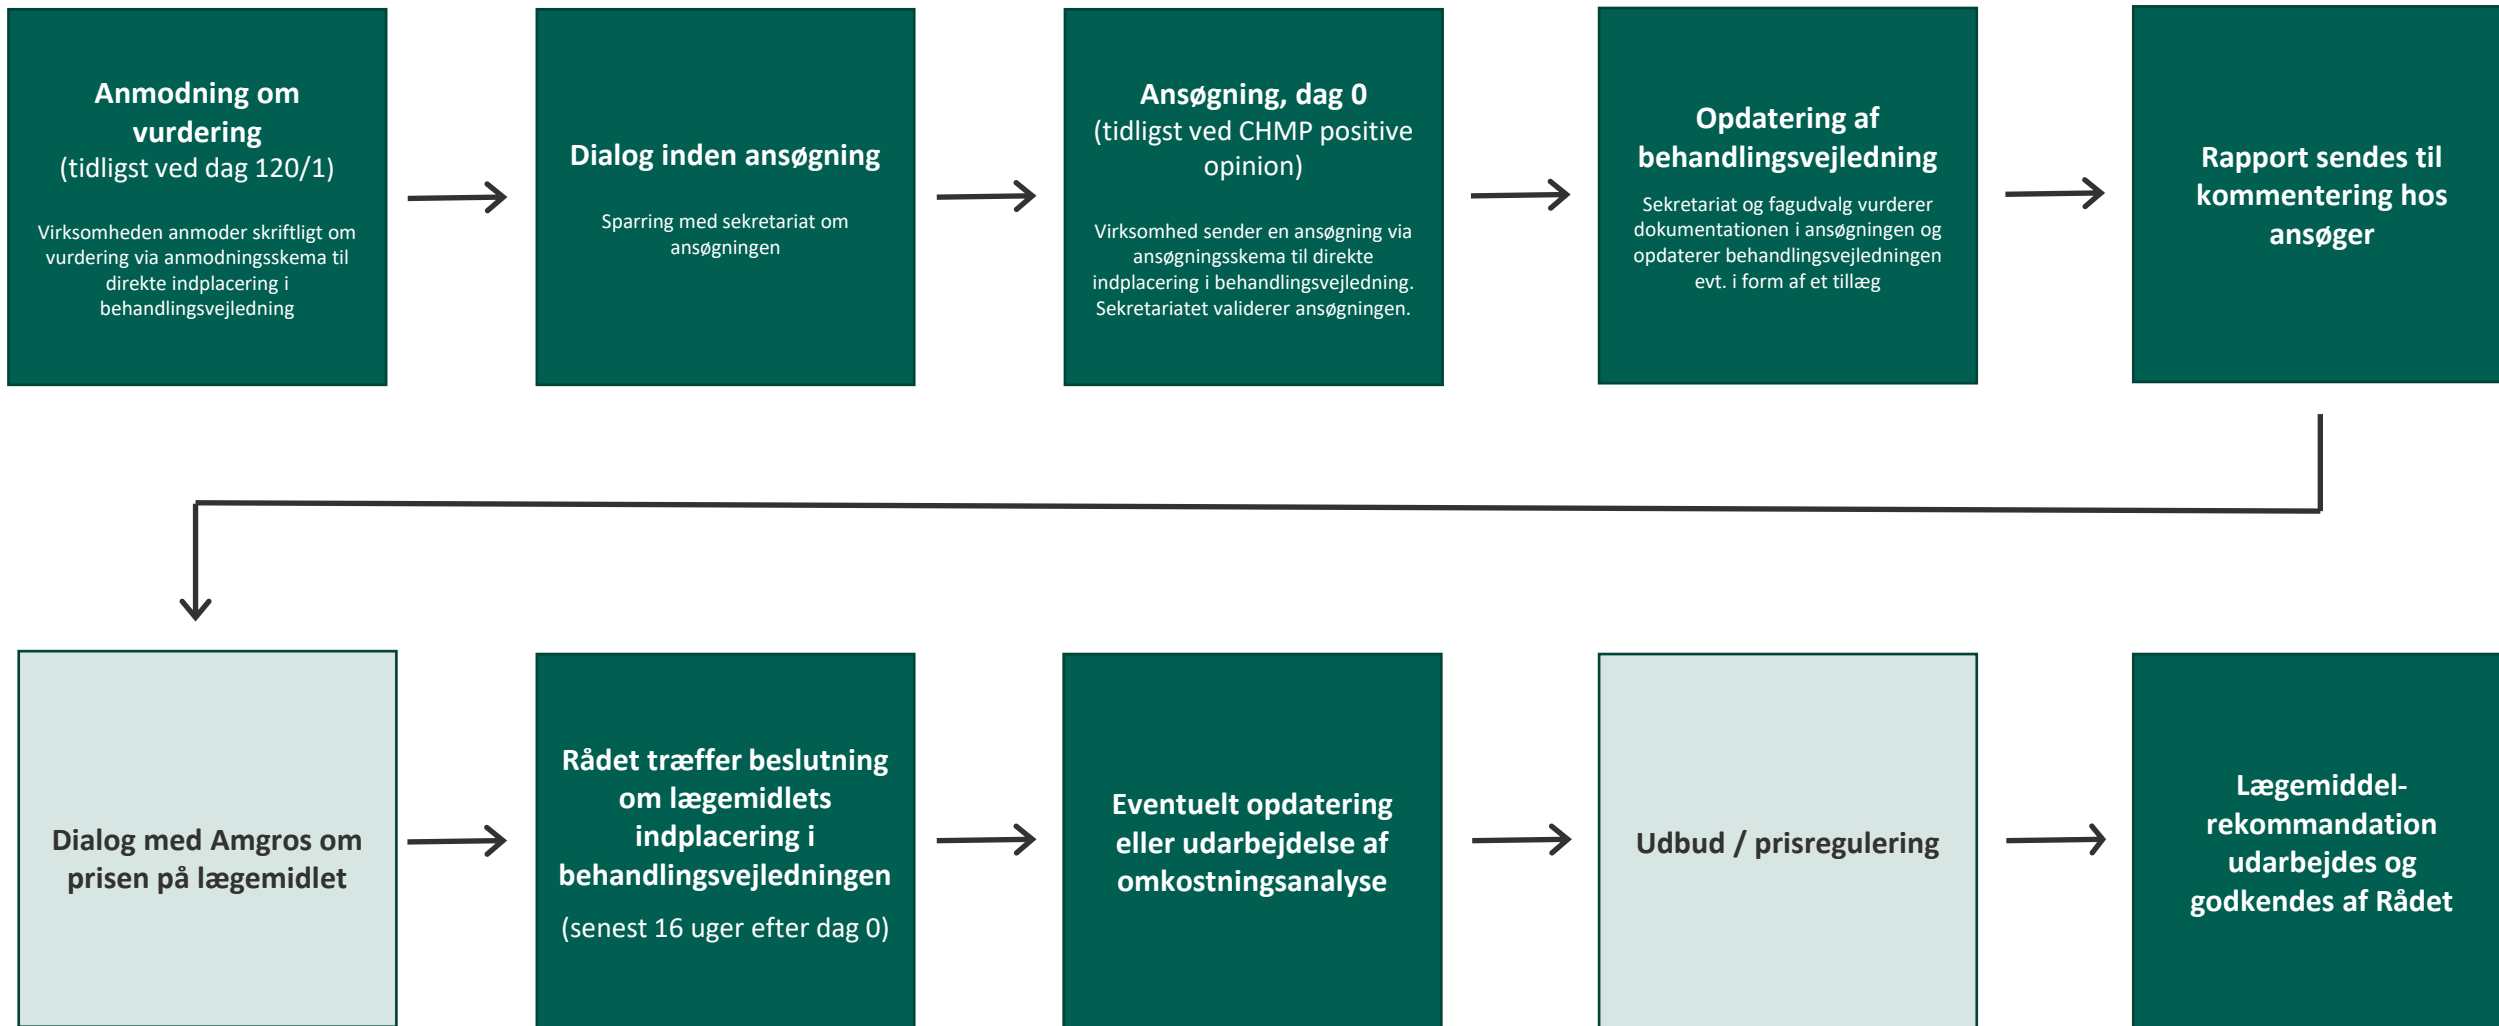 Anmodning om
vurdering
(tidligst ved dag 120/1)
Virksomheden anmoder skriftligt om
vurdering via anmodningsskema til
direkte indplacering i
behandlingsvejledning
Dialog inden ansøgning
Sparring med sekretariat om
ansøgningen
Ansøgning, dag 0
(tidligst ved CHMP positive
opinion)
Virksomhed sender en ansøgning via
ansøgningsskema til direkte
indplacering i behandlingsvejledning.
Sekretariatet validerer ansøgningen.
Opdatering af
behandlingsvejledning
Sekretariat og fagudvalg vurderer
dokumentationen i ansøgningen og
opdaterer behandlingsvejledningen
evt. i form af et tillæg
Rapport sendes til
kommentering hos
ansøger
Dialog med Amgros om
prisen på lægemidlet
Rådet træffer beslutning
om lægemidlets
indplacering i
behandlingsvejledningen
(senest 16 uger efter dag 0)
Eventuelt opdatering
eller udarbejdelse af
omkostningsanalyse
Udbud / prisregulering
Lægemiddel-
rekommandation
udarbejdes og
godkendes af Rådet